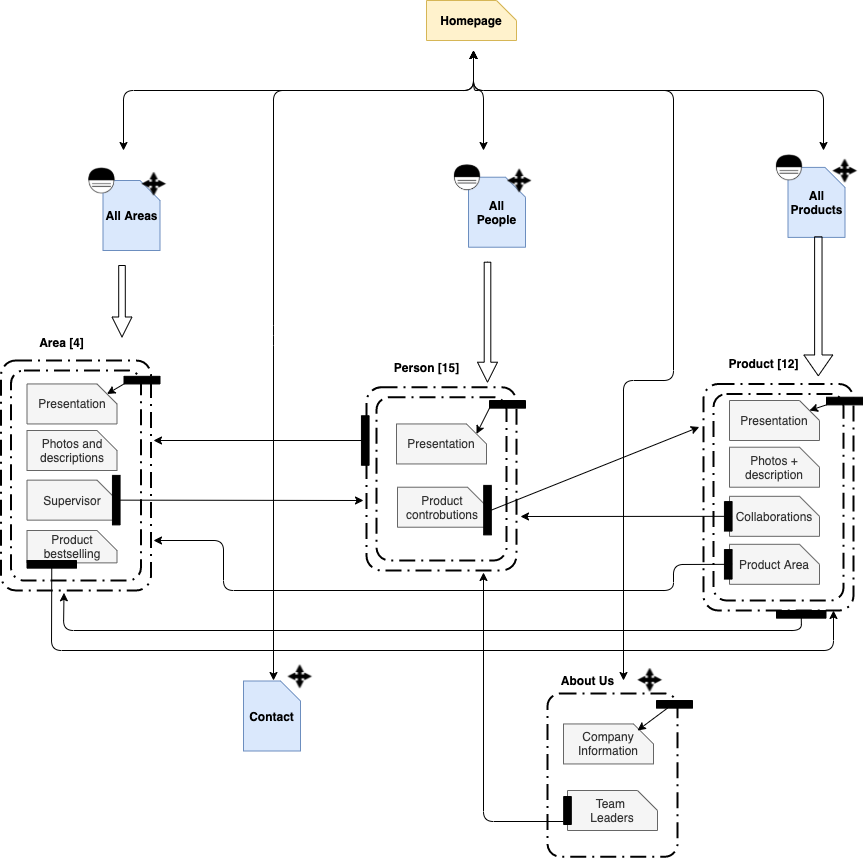 Homepage
All Areas
All
People
All
Products
Area [4]
Presentation
Photos and
descriptions
Supervisor
Product
bestselling
Person [15]
Presentation
Product
controbutions
Product [12]
Presentation
Photos +
description
Collaborations
Product Area
Contact
About Us
Company
Information
Team
Leaders